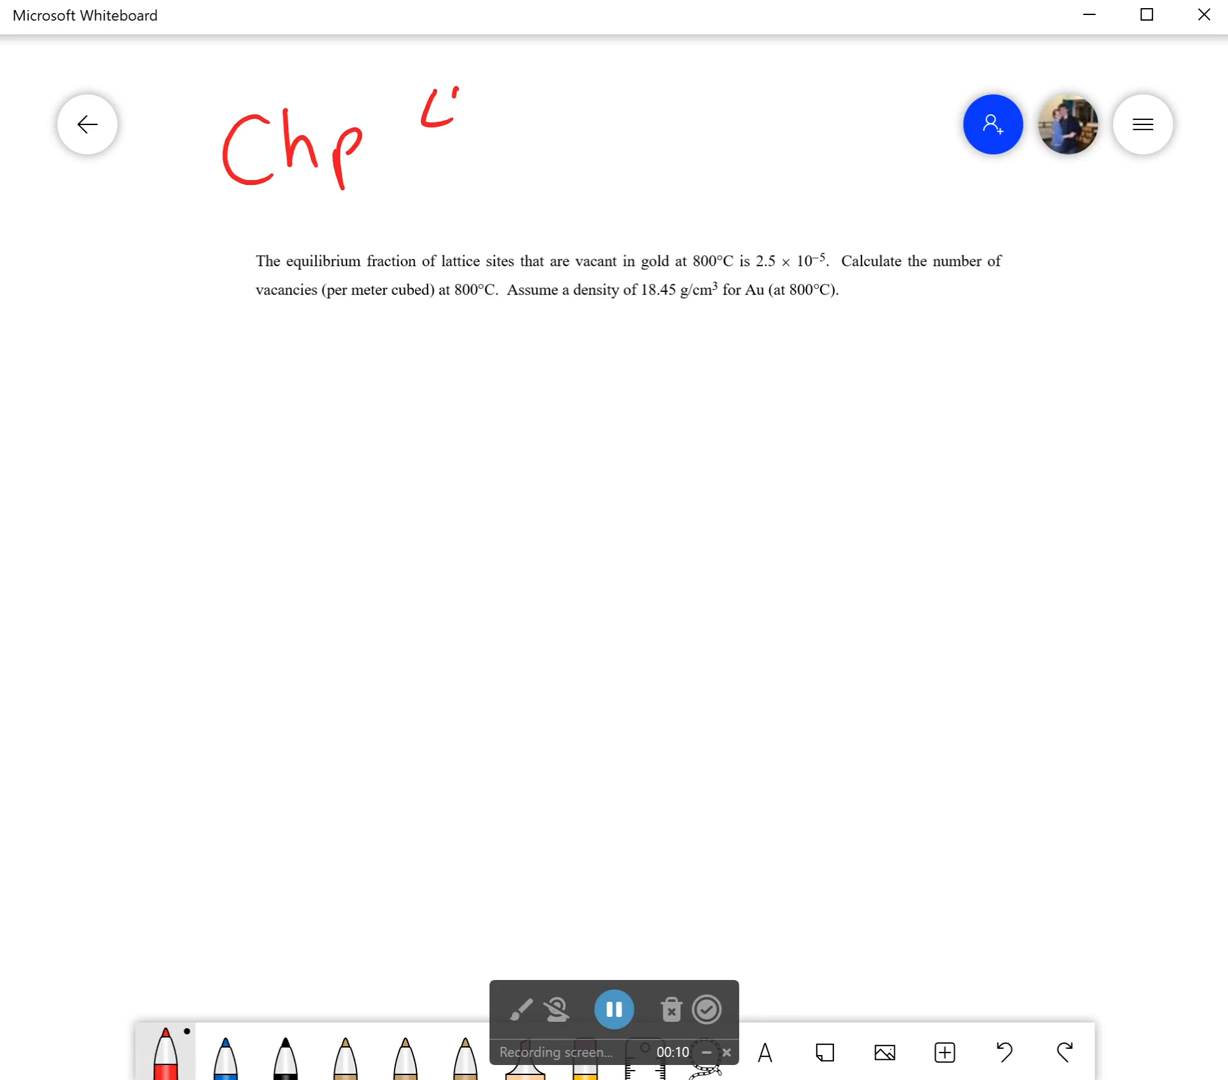 Microsoft Whiteboard
Chp
The equilibrium fraction of lattice sites that are vacant in gold at 800°C is 2.5 × 10⁻⁵. Calculate the number of
vacancies (per meter cubed) at 800°C. Assume a density of 18.45 g/cm³ for Au (at 800°C).
Recording screen... 00:10
A